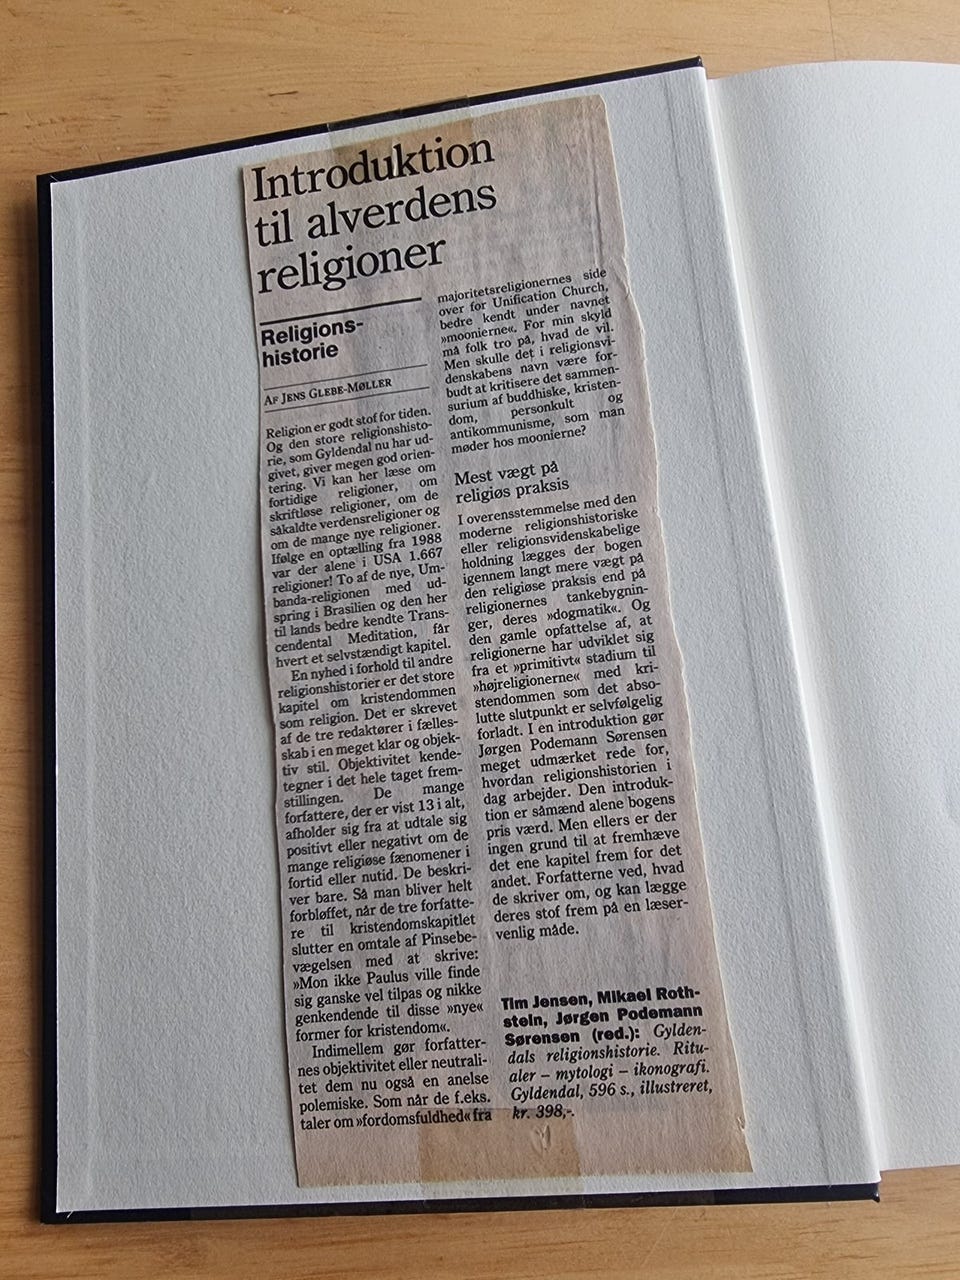 Introduktion
til alverdens
religioner
Religions-
historie
AF JENS GLEBE-MØLLER
Religion er godt stof for tiden.
Og den store religionshisto-
rie, som Gyldendal nu har ud-
givet, giver megen god orien-
tering. Vi kan her læse om
fortidige religioner, om
skriftløse religioner, om de
såkaldte verdensreligioner og
om de mange nye religioner.
Ifølge en optælling fra 1988
var der alene i USA 1.667
religioner! To af de nye, Um-
banda-religionen med ud-
spring i Brasilien og den her
til lands bedre kendte Trans-
cendental Meditation, får
hvert et selvstændigt kapitel.
En nyhed i forhold til andre
religionshistorier er det store
kapitel om kristendommen
som religion. Det er skrevet
af de tre redaktører i fælles-
skab i en meget klar og objek-
tiv stil. Objektivitet kende-
tegner i det hele taget frem-
stillingen. De mange
forfattere, der er vist 13 i alt,
afholder sig fra at udtale sig
positivt eller negativt om de
mange religiøse fænomener i
fortid eller nutid. De beskri-
ver bare. Så man bliver helt
forbløffet, når de tre forfatte-
re til kristendomskapitlet
slutter en omtale af Pinsebe-
vægelsen med at skrive:
»Mon ikke Paulus ville finde
sig ganske vel tilpas og nikke
genkendende til disse »nye«
former for kristendom«.
Indimellem gør forfatter-
nes objektivitet eller neutrali-
tet dem nu også en anelse
polemiske. Som når de f.eks.
taler om »fordomsfuldhed« fra
majoritetsreligionernes side
over for Unification Church,
bedre kendt under navnet
»moonierne«. For min skyld
må folk tro på, hvad de vil.
Men skulle det i religionsvi-
denskabens navn være for-
budt at kritisere det sammen-
surium af buddhiske, kristen-
dom, personkult og
antikommunisme, som man
møder hos moonierne?
Mest vægt på
religiøs praksis
I overensstemmelse med den
moderne religionshistoriske
eller religionsvidenskabelige
holdning lægges der bogen
igennem langt mere vægt på
den religiøse praksis end på
religionernes tankebygnin-
ger, deres »dogmatik«. Og
den gamle opfattelse af, at
religionerne har udviklet sig
fra et »primitivt« stadium til
»højreligionerne« med kri-
stendommen som det abso-
lutte slutpunkt er selvfølgelig
forladt. I en introduktion gør
Jørgen Podemann Sørensen
meget udmærket rede for,
hvordan religionshistorien i
dag arbejder. Den introduk-
tion er såmænd alene bogens
pris værd. Men ellers er der
ingen grund til at fremhæve
det ene kapitel frem for det
andet. Forfatterne ved, hvad
de skriver om, og kan lægge
deres stof frem på en læser-
venlig måde.
Tim Jensen, Mikael Roth-
stein, Jørgen Podemann
Sørensen (red.): Gylden-
dals religionshistorie. Ritu-
aler – mytologi – ikonografi.
Gyldendal, 596 s., illustreret,
kr. 398,-.